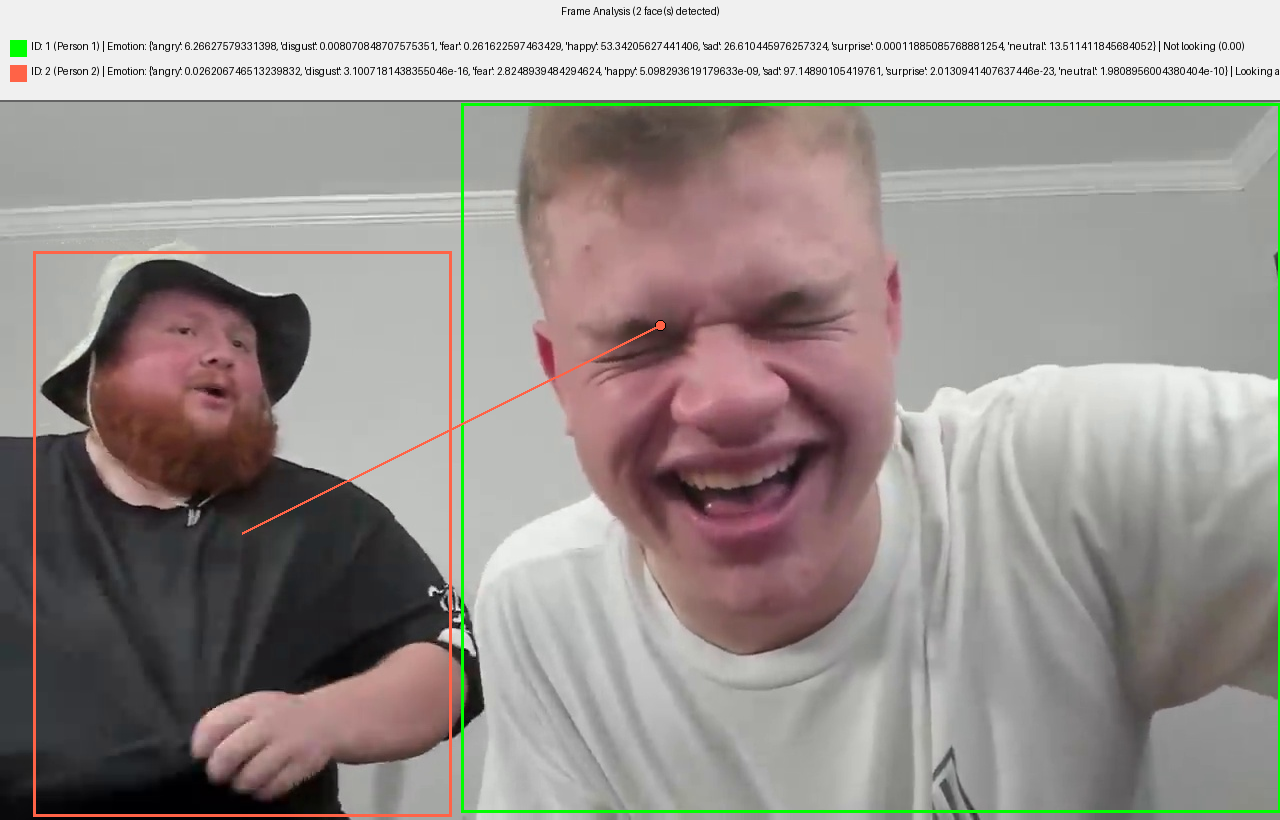 Frame Analysis (2 face(s) detected)
ID: 1 (Person 1) | Emotion: {'angry': 6.26627579331398, 'disgust': 0.008070848707575351, 'fear': 0.261622597463429, 'happy': 53.34205627441406, 'sad': 26.610445976257324, 'surprise': 0.00011885085768881254, 'neutral': 13.511411845684052} | Not looking (0.00)
ID: 2 (Person 2) | Emotion: {'angry': 0.026206746513239832, 'disgust': 3.1007181438355046e-16, 'fear': 2.8248939484294624, 'happy': 5.098293619179633e-09, 'sad': 97.14890105419761, 'surprise': 2.0130941407637446e-23, 'neutral': 1.9808956004380404e-10} | Looking a